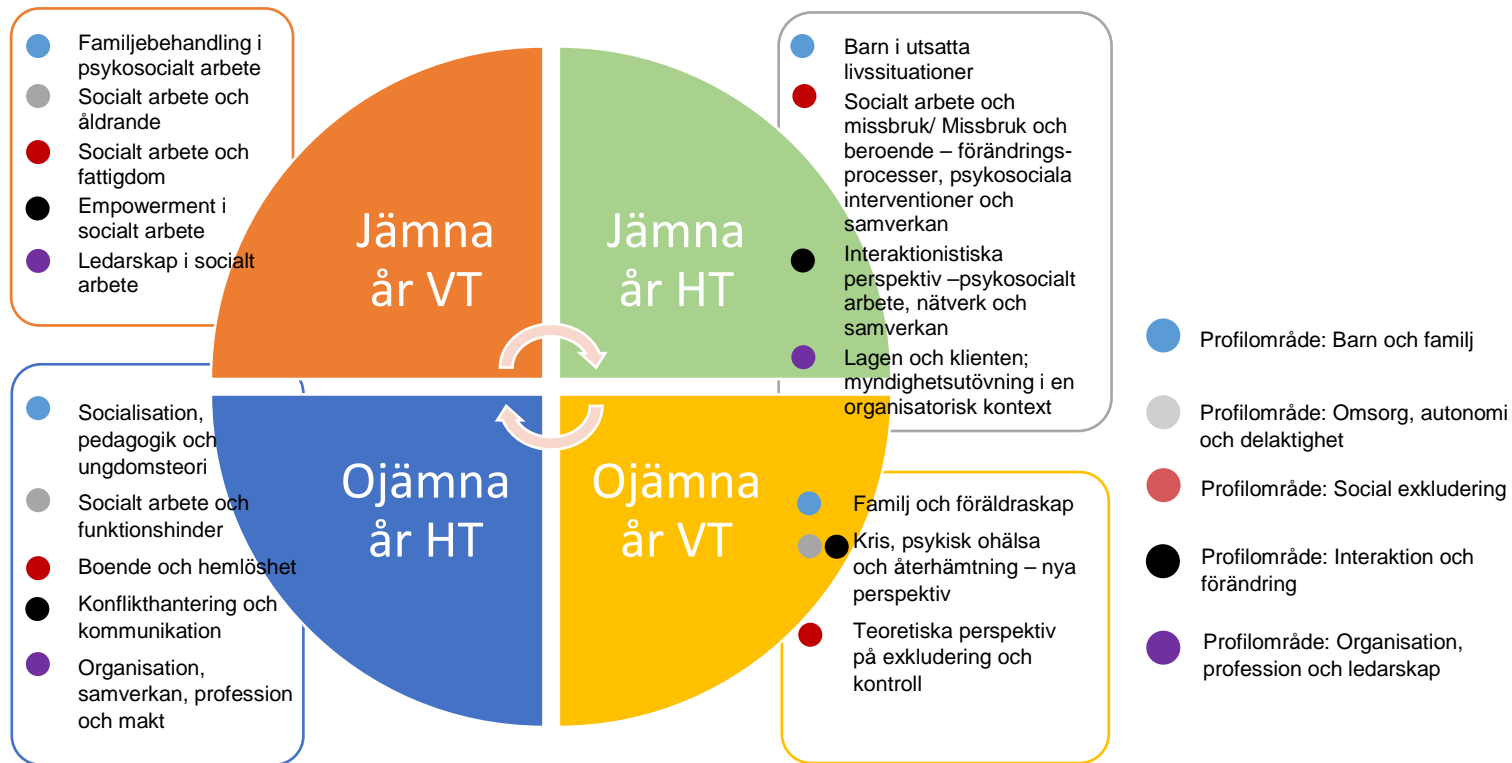 Familjebehandling i
psykosocialt arbete
Socialt arbete och
åldrande
Socialt arbete och
fattigdom
Empowerment i
socialt arbete
Ledarskap i socialt
arbete
Jämna
år VT
Jämna
år HT
Barn i utsatta
livssituationer
Socialt arbete och
missbruk/ Missbruk och
beroende – förändrings-
processer, psykosociala
interventioner och
samverkan
Interaktionistiska
perspektiv –psykosocialt
arbete, nätverk och
samverkan
Lagen och klienten;
myndighetsutövning i en
organisatorisk kontext
Socialisation,
pedagogik och
ungdomsteori
Socialt arbete och
funktionshinder
Boende och hemlöshet
Konflikthantering och
kommunikation
Organisation,
samverkan, profession
och makt
Ojämna
år HT
Ojämna
år VT
Familj och föräldraskap
Kris, psykisk ohälsa
och återhämtning – nya
perspektiv
Teoretiska perspektiv
på exkludering och
kontroll
Profilområde: Barn och familj
Profilområde: Omsorg, autonomi
och delaktighet
Profilområde: Social exkludering
Profilområde: Interaktion och
förändring
Profilområde: Organisation,
profession och ledarskap